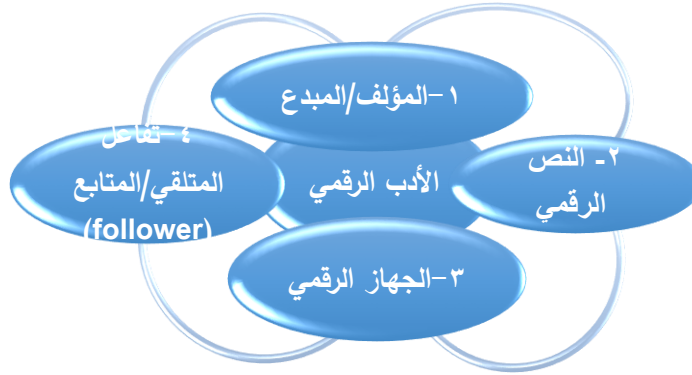 ١-المؤلف/المبدع
٢- النص
الرقمي
الأدب الرقمي
٣-الجهاز الرقمي
٤-تفاعل
المتلقي/المتابع
(follower)